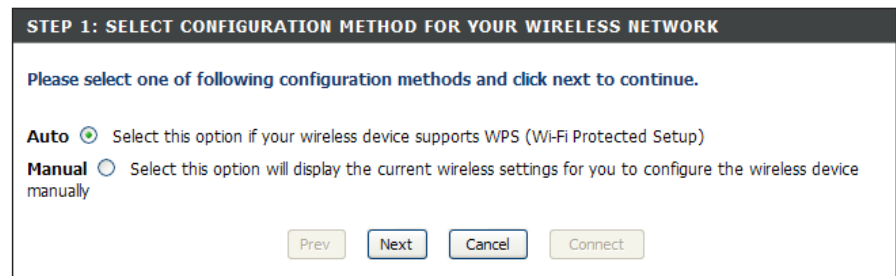 STEP 1: SELECT CONFIGURATION METHOD FOR YOUR WIRELESS NETWORK
Please select one of following configuration methods and click next to continue.
Auto Select this option if your wireless device supports WPS (Wi-Fi Protected Setup)
Manual Select this option will display the current wireless settings for you to configure the wireless device
manually
Prev Next Cancel Connect